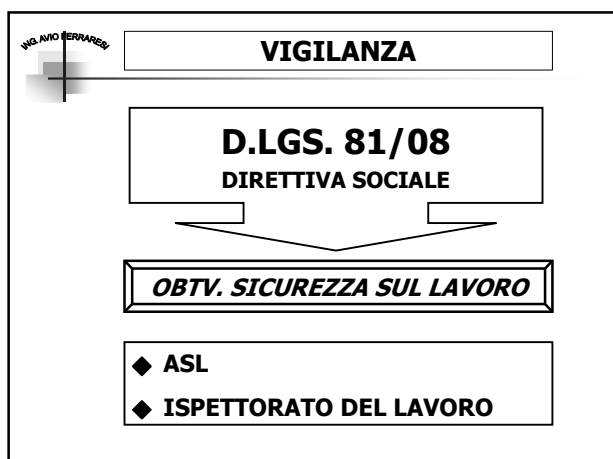 ING. AVIO FERRARESI
VIGILANZA
D.LGS. 81/08
DIRETTIVA SOCIALE
OBTV. SICUREZZA SUL LAVORO
◆ ASL
◆ ISPETTORATO DEL LAVORO